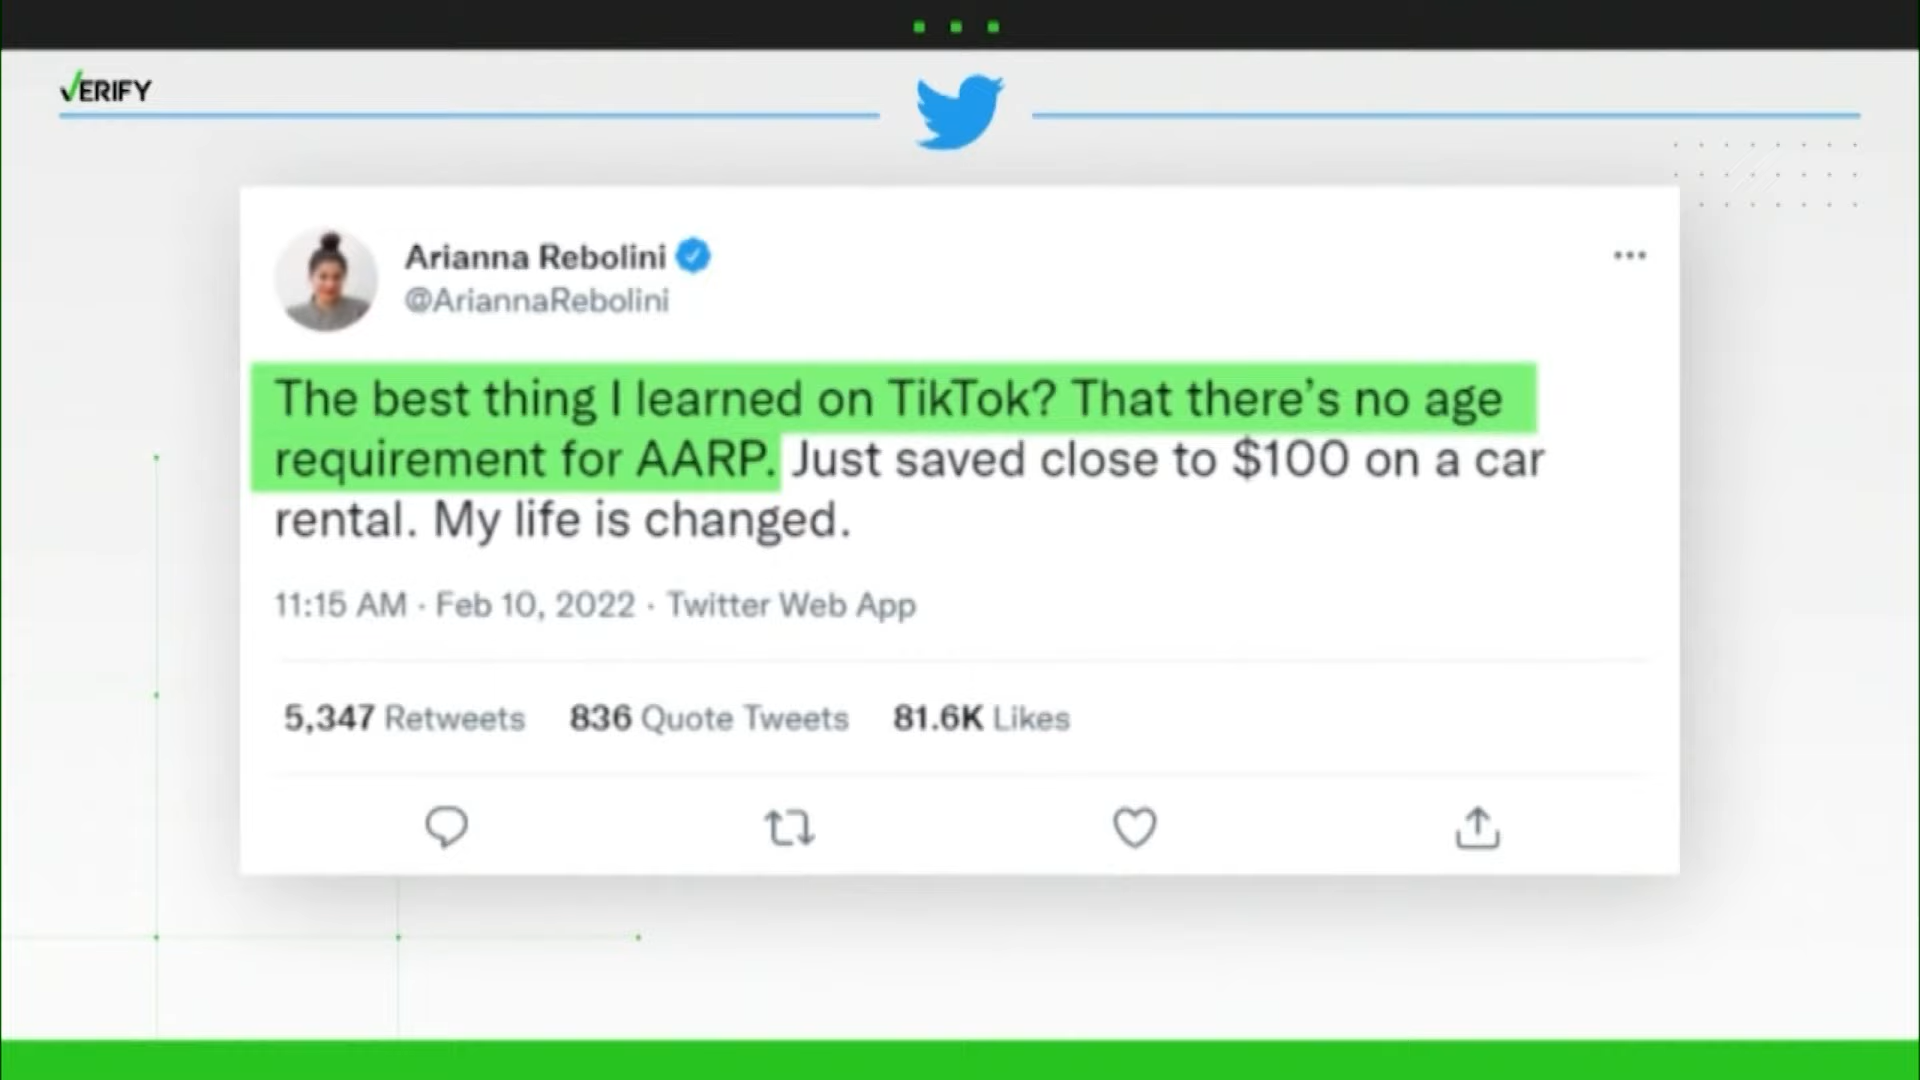 VERIFY
Arianna Rebolini
@AriannaRebolini
The best thing I learned on TikTok? That there’s no age
requirement for AARP. Just saved close to $100 on a car
rental. My life is changed.
11:15 AM · Feb 10, 2022 · Twitter Web App
5,347 Retweets 836 Quote Tweets 81.6K Likes